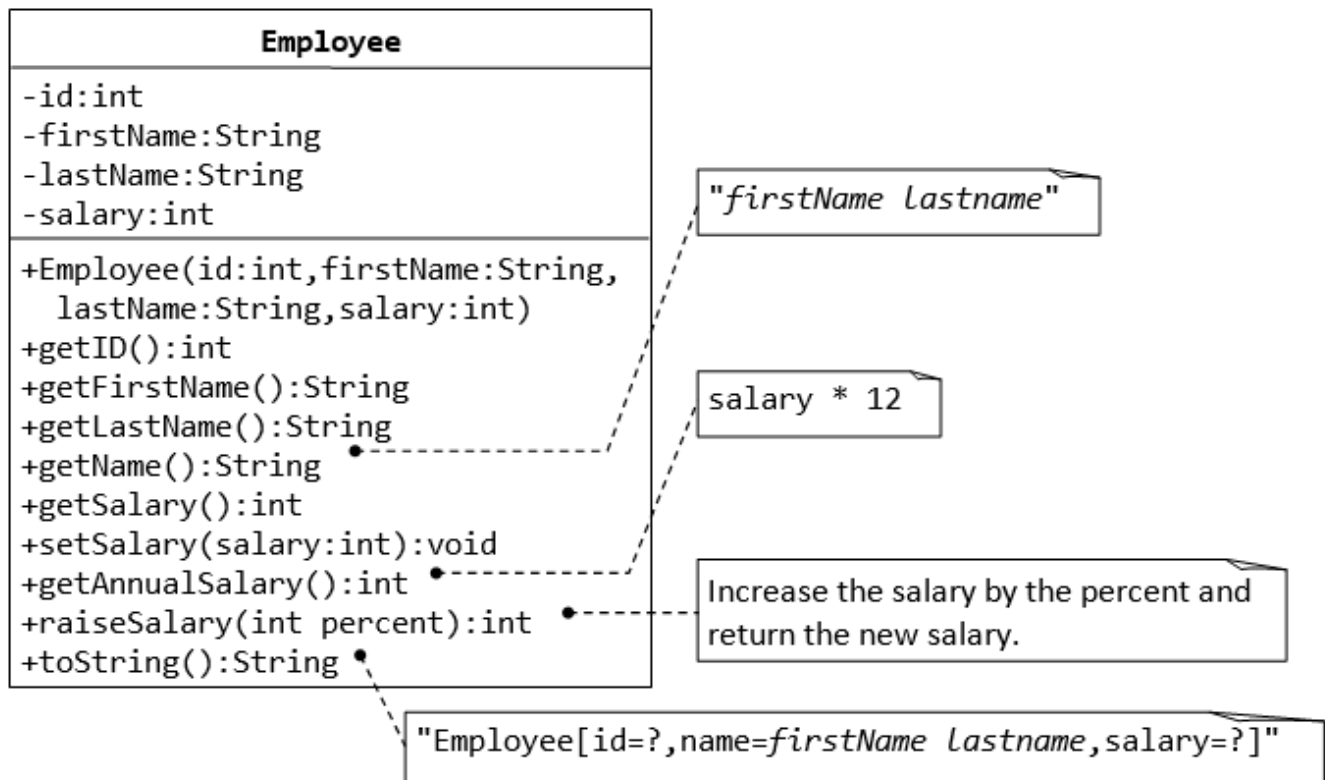 Employee
-id:int
-firstName:String
-lastName:String
-salary:int
+Employee(id:int,firstName:String,
lastName:String,salary:int)
+getID():int
+getFirstName():String
+getLastName():String
+getName():String
+getSalary():int
+setSalary(salary:int):void
+getAnnualSalary():int
+raiseSalary(int percent):int
+toString():String
"firstName lastname"
salary * 12
Increase the salary by the percent and
return the new salary.
"Employee[id=?,name=firstName lastname,salary=?]"